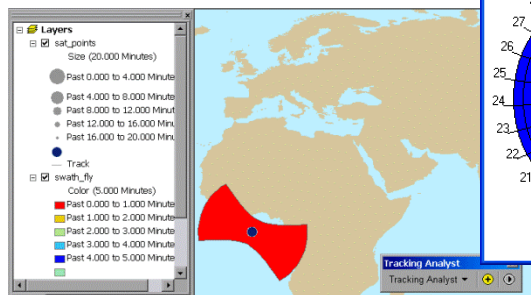 Layers
sat_points
Size (20.000 Minutes)
Past 0.000 to 4.000 Minute
Past 4.000 to 8.000 Minute
Past 8.000 to 12.000 Minut
Past 12.000 to 16.000 Minu
Past 16.000 to 20.000 Minu
Track
swath_fly
Color (5.000 Minutes)
Past 0.000 to 1.000 Minute
Past 1.000 to 2.000 Minute
Past 2.000 to 3.000 Minute
Past 3.000 to 4.000 Minute
Past 4.000 to 5.000 Minute
27
26
25
24
23
22
21
Tracking Analyst
Tracking Analyst